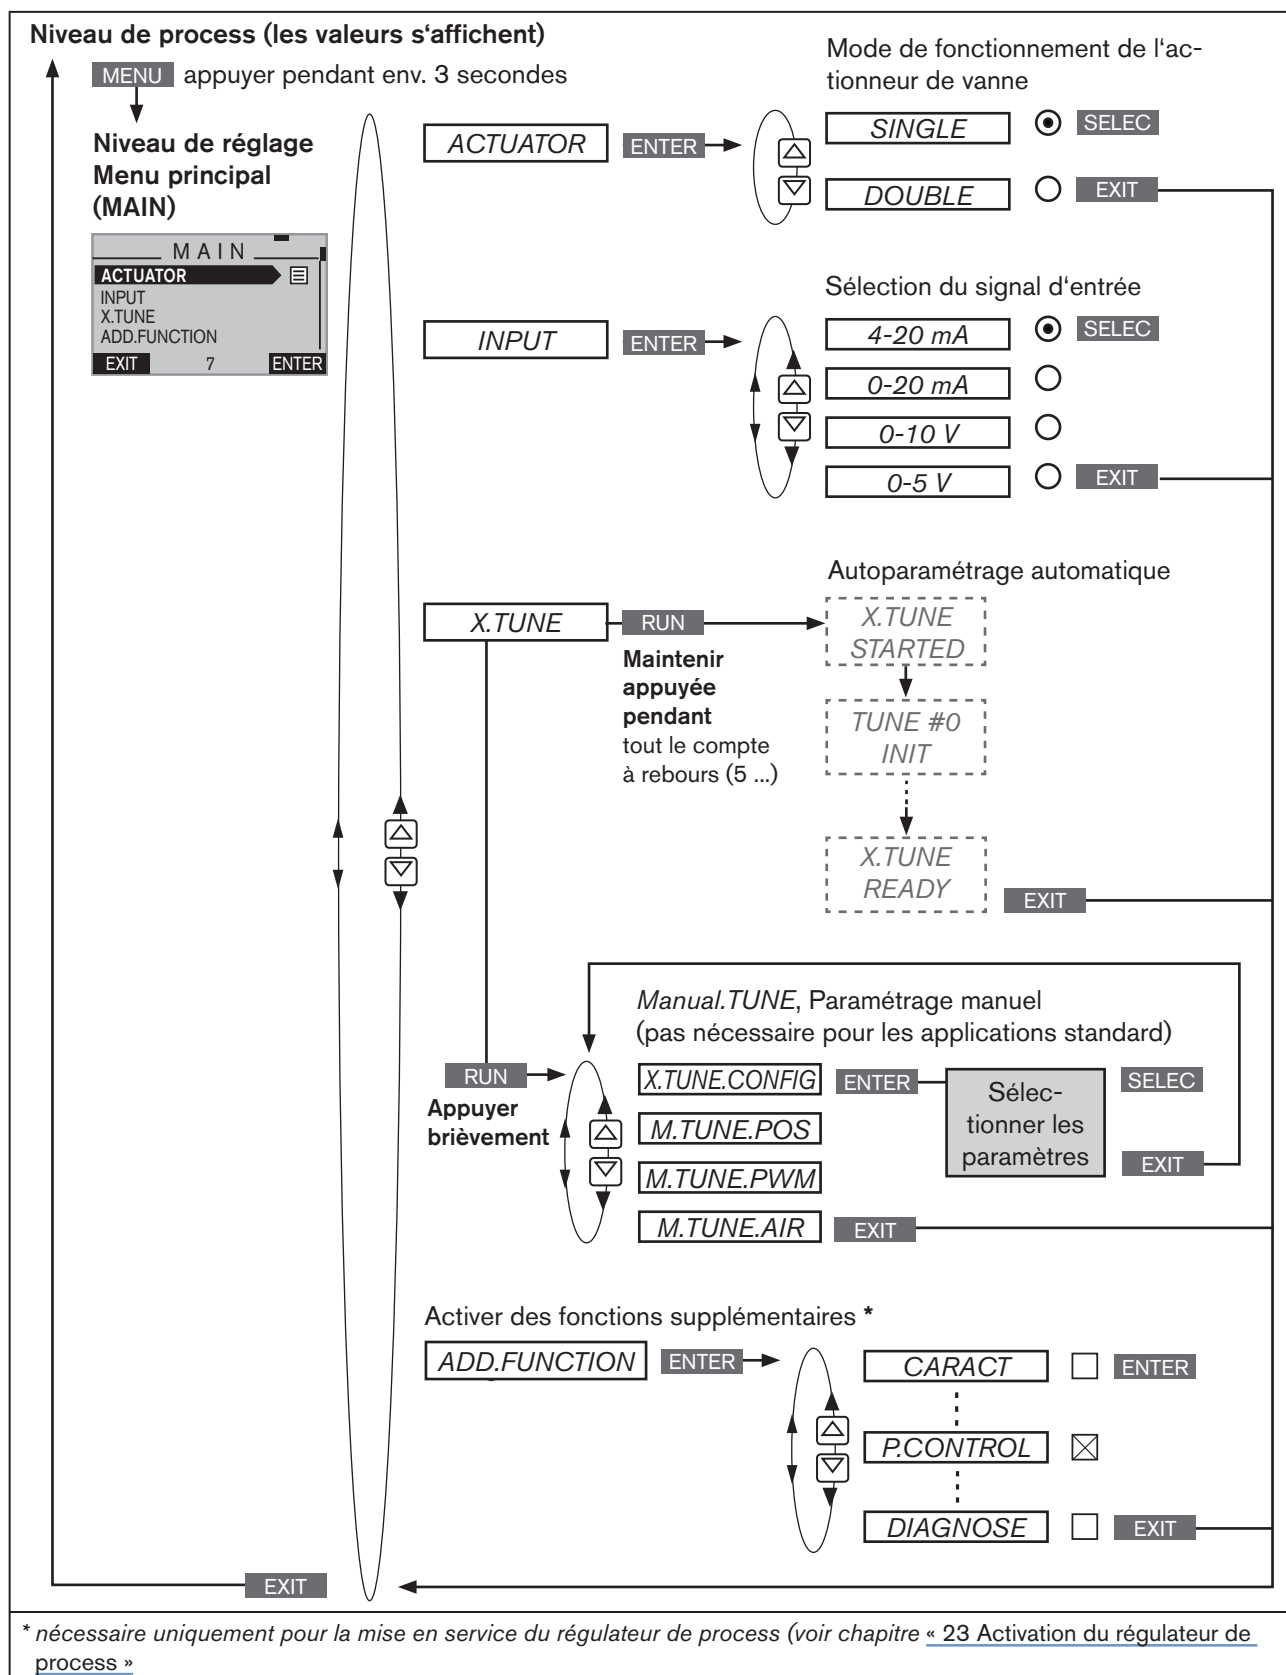 Niveau de process (les valeurs s‘affichent)
MENU appuyer pendant env. 3 secondes
Niveau de réglage
Menu principal
(MAIN)
MAIN
ACTUATOR
INPUT
X.TUNE
ADD.FUNCTION
EXIT 7 ENTER
Mode de fonctionnement de l‘ac-
tionneur de vanne
ACTUATOR ENTER SINGLE SELEC
DOUBLE EXIT
Sélection du signal d‘entrée
INPUT ENTER 4-20 mA SELEC
0-20 mA
0-10 V
0-5 V EXIT
Autoparamétrage automatique
X.TUNE RUN X.TUNE
STARTED
Maintenir
appuyée
pendant
tout le compte
à rebours (5 ...)
TUNE #0
INIT
X.TUNE
READY
EXIT
Manual.TUNE, Paramétrage manuel
(pas nécessaire pour les applications standard)
RUN
Appuyer
brièvement
X.TUNE.CONFIG ENTER
Sélec-
tionner les
paramètres
SELEC
EXIT
M.TUNE.POS
M.TUNE.PWM
M.TUNE.AIR EXIT
Activer des fonctions supplémentaires *
ADD.FUNCTION ENTER CARACT ENTER
P.CONTROL
DIAGNOSE EXIT
EXIT
* nécessaire uniquement pour la mise en service du régulateur de process (voir chapitre « 23 Activation du régulateur de
process »